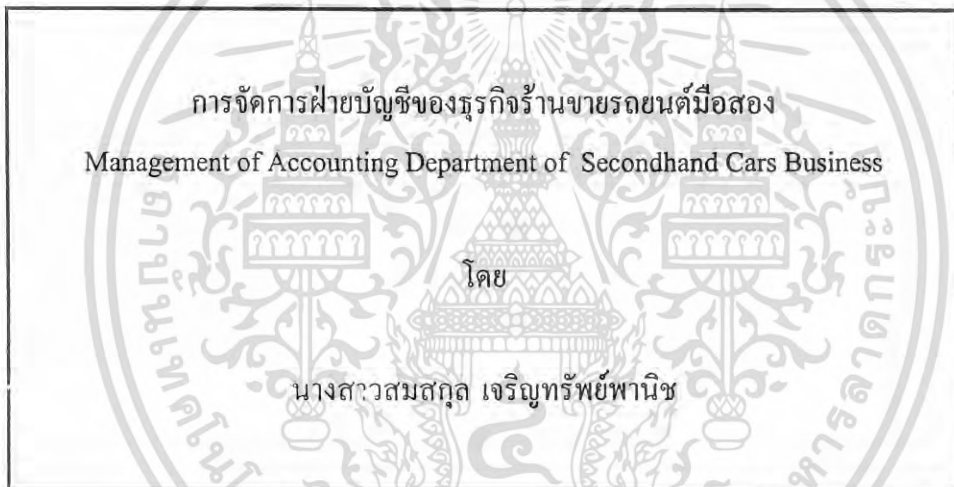 การจัดการฝ่ายบัญชีของธุรกิจร้านขายรถยนต์มือสอง
Management of Accounting Department of Secondhand Cars Business
โดย
นางสาวสมสกุล เจริญทรัพย์พานิช